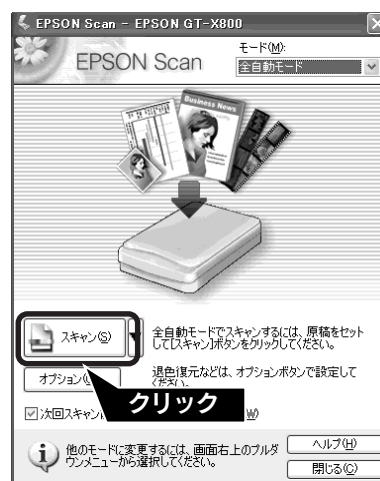 EPSON Scan - EPSON GT-X800
モード(M):
EPSON Scan
全自動モード
Business News
スキャン(S)
全自動モードでスキャンするには、原稿をセット
して[スキャン]ボタンをクリックしてください。
オプション
退色復元などは、オプションボタンで設定して
ください。
クリック
次回スキャン
W)
他のモードに変更するには、画面右上のプルダ
ウンメニューから選択してください。
ヘルプ(H)
閉じる(C)